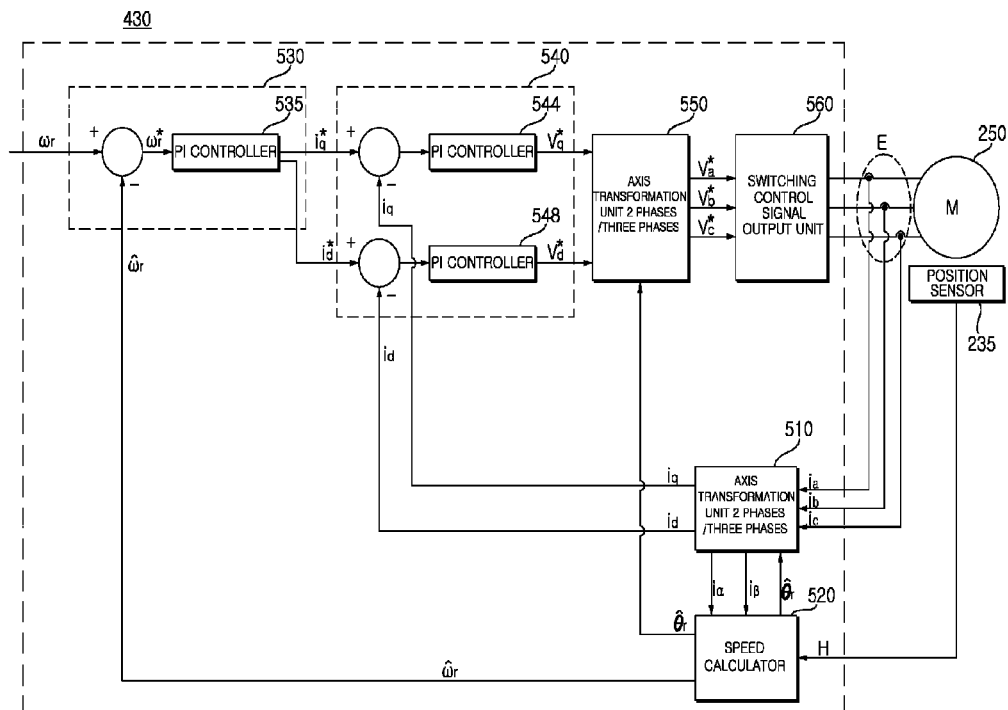 430
530
540
535
544
550
560
E
250
ωr
+
-
ωr*
PI CONTROLLER
iq*
+
-
PI CONTROLLER
Vq*
iq
id*
+
-
548
PI CONTROLLER
Vd*
id
AXIS
TRANSFORMATION
UNIT 2 PHASES
/THREE PHASES
Va*
Vb*
Vc*
SWITCHING
CONTROL
SIGNAL
OUTPUT UNIT
M
POSITION
SENSOR
235
ω̂r
510
iq
id
AXIS
TRANSFORMATION
UNIT 2 PHASES
/THREE PHASES
ia
ib
ic
iα
iβ
θ̂r
520
θ̂r
SPEED
CALCULATOR
H
ω̂r